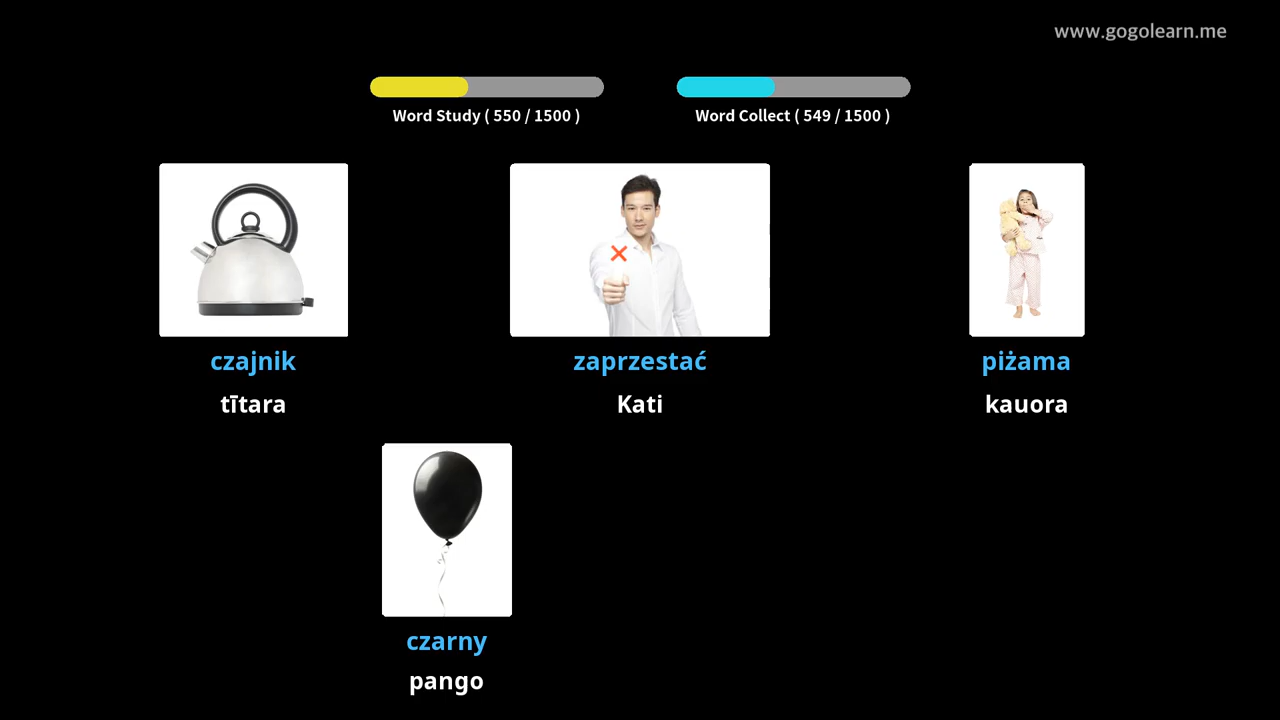 www.gogolearn.me
Word Study ( 550 / 1500 )
Word Collect ( 549 / 1500 )
czajnik
tītara
zaprzestać
Kati
piżama
kauora
czarny
pango